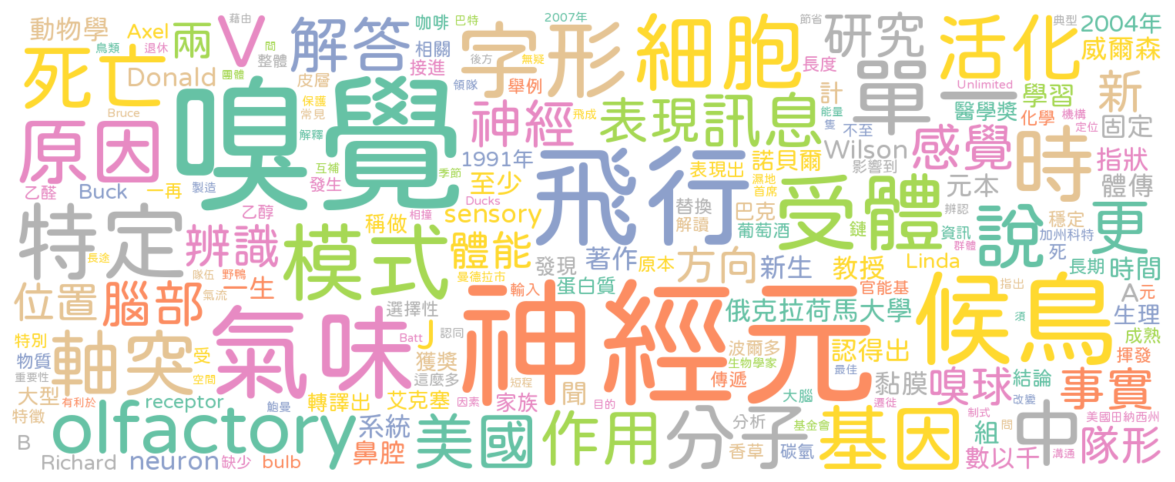 動物學 Axel 藉由 兩 V 間 整體 解答 咖啡 巴特 相關 接進 2007年 後方 無疑 字形 細胞 節省 典型 研究 活化 2004年 威爾森
死亡 鳥類 退休 團體 Donald 皮層 領隊 舉例 長度 單一 Unlimited 學習 新
Bruce 嗅覺 保護 常見 解釋 神經 飛成 表現 訊息 能量 隻 計 醫學獎 化學 機構 定位 固定
原因 互補 1991年 飛行 表現出 諾貝爾 不至 Wilson 影響到 感覺 時 指狀
乙醛 Buck 一再 製造 發生 季節 至少 濕地 首席 受體 元本 體傳
特定 辨識 乙醇 相撞 稱做 Ducks sensory 替換 解讀 巴克 葡萄酒 鏈 辨認 資訊 說 穩定 更
長途 模式 體能 曼德拉市 著作 原本 方向 新生 教授 群體 加州科特 死 長期 時間
位置 腦部 隊伍 野鴨 一生 氣流 發現 蛋白質 輸入 官能基 Linda 指出 A 元
軸突 氣味 選擇性 J 神經元 俄克拉荷馬大學 候鳥 須 生理
特別 受 物質 認同 Batt 獲獎 波爾多 生物學家 認得出 最佳 成熟 揮發
重要性 大型 空間 這麼多 因素 短程 聞 傳遞 大腦 黏膜 遷徙 嗅球 結論 改變 事實
有利於 特徵 receptor 轉譯出 鮑曼 艾克塞 家族 目的 分析 制式 美國田納西州
B olfactory 系統 美國 作用 分子 基金會 基因 組 問 中 隊形
Richard neuron 缺少 bulb 鼻腔 香草 碳氫 數以千 溝通